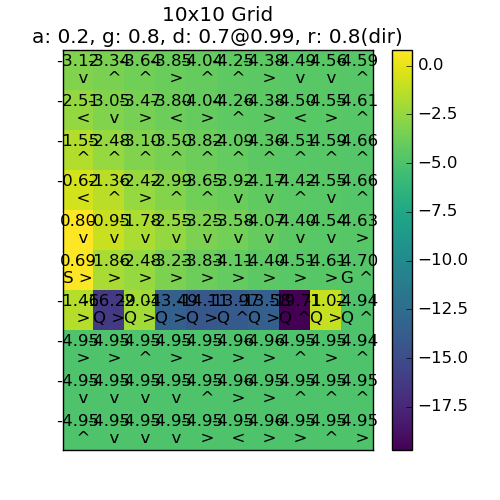 10x10 Grid
a: 0.2, g: 0.8, d: 0.7@0.99, r: 0.8(dir)
-3.12 -3.34 -3.64 -3.85 -4.04 -4.25 -4.38 -4.49 -4.56 -4.59
v ^ ^ > ^ ^ > v v ^
-2.51 -3.05 -3.47 -3.80 -4.04 -4.26 -4.38 -4.50 -4.55 -4.61
< v > < > ^ > < > ^
-1.55 -2.48 -3.10 -3.50 -3.82 -4.09 -4.36 -4.51 -4.59 -4.66
^ ^ ^ ^ ^ ^ ^ ^ ^ ^
-0.62 -1.36 -2.42 -2.99 -3.65 -3.92 -4.17 -4.42 -4.55 -4.66
< ^ > ^ ^ v v ^ v ^
0.80 -0.95 -1.78 -2.55 -3.25 -3.58 -4.07 -4.40 -4.54 -4.63
v v v v v v v v v >
0.69 -1.86 -2.48 -3.23 -3.83 -4.11 -4.40 -4.51 -4.61 -4.70
S > > > > > > > > > G ^
-13.97 -13.58 -19.71 -4.94
> Q > Q > Q > Q > Q ^ Q > Q ^ Q > Q ^
-4.95 -4.95 -4.95 -4.95 -4.95 -4.96 -4.96 -4.95 -4.95 -4.94
> > ^ > > > > ^ > ^
-4.95 -4.95 -4.95 -4.95 -4.95 -4.96 -4.96 -4.95 -4.95 -4.95
v v v v ^ > > ^ ^ ^
-4.95 -4.95 -4.95 -4.95 -4.95 -4.95 -4.96 -4.95 -4.95 -4.95
^ v v v > < > > ^ >
0.0
−2.5
−5.0
−7.5
−10.0
−12.5
−15.0
−17.5